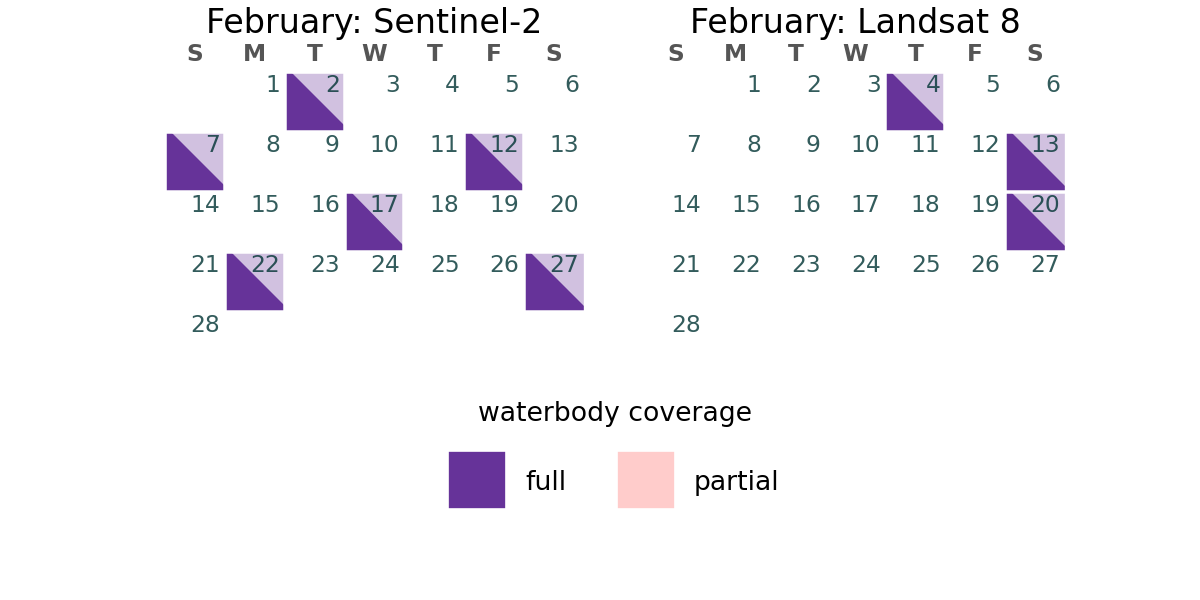 February: Sentinel-2
S M T W T F S
1 2 3 4 5 6
7 8 9 10 11 12 13
14 15 16 17 18 19 20
21 22 23 24 25 26 27
28
February: Landsat 8
S M T W T F S
1 2 3 4 5 6
7 8 9 10 11 12 13
14 15 16 17 18 19 20
21 22 23 24 25 26 27
28
waterbody coverage
full partial